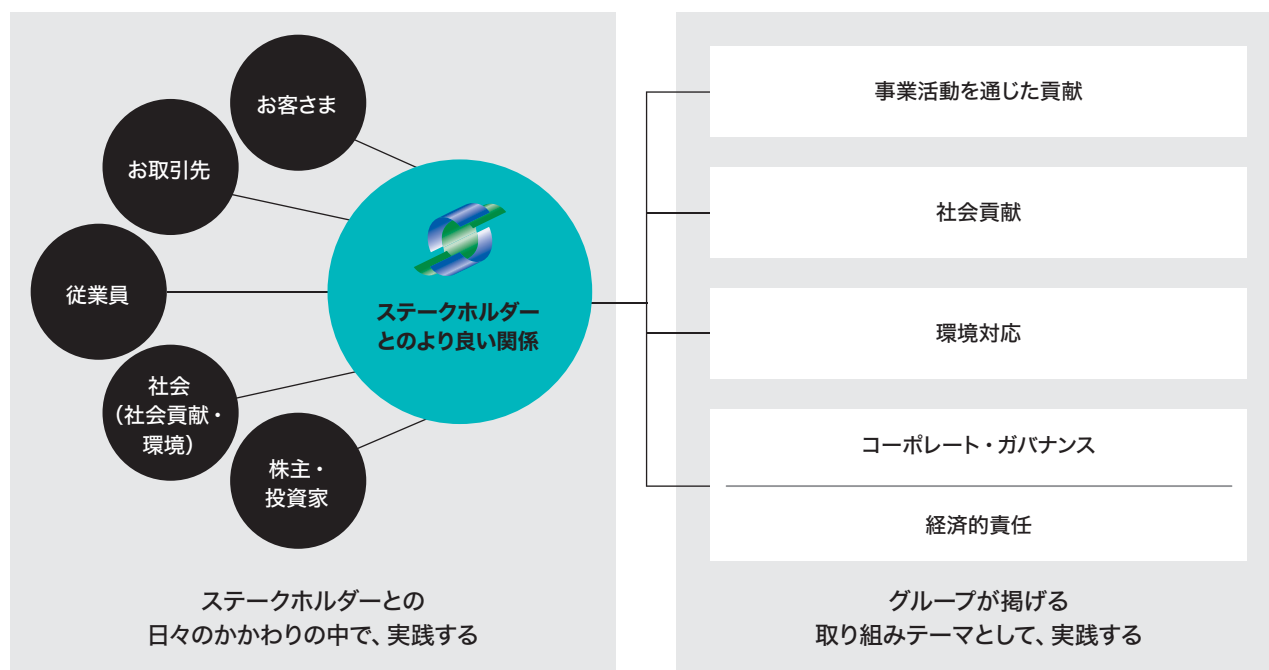 お客さま
お取引先
従業員
社会
（社会貢献・
環境）
株主・
投資家
ステークホルダー
とのより良い関係
ステークホルダーとの
日々のかかわりの中で、実践する
事業活動を通じた貢献
社会貢献
環境対応
コーポレート・ガバナンス
経済的責任
グループが掲げる
取り組みテーマとして、実践する